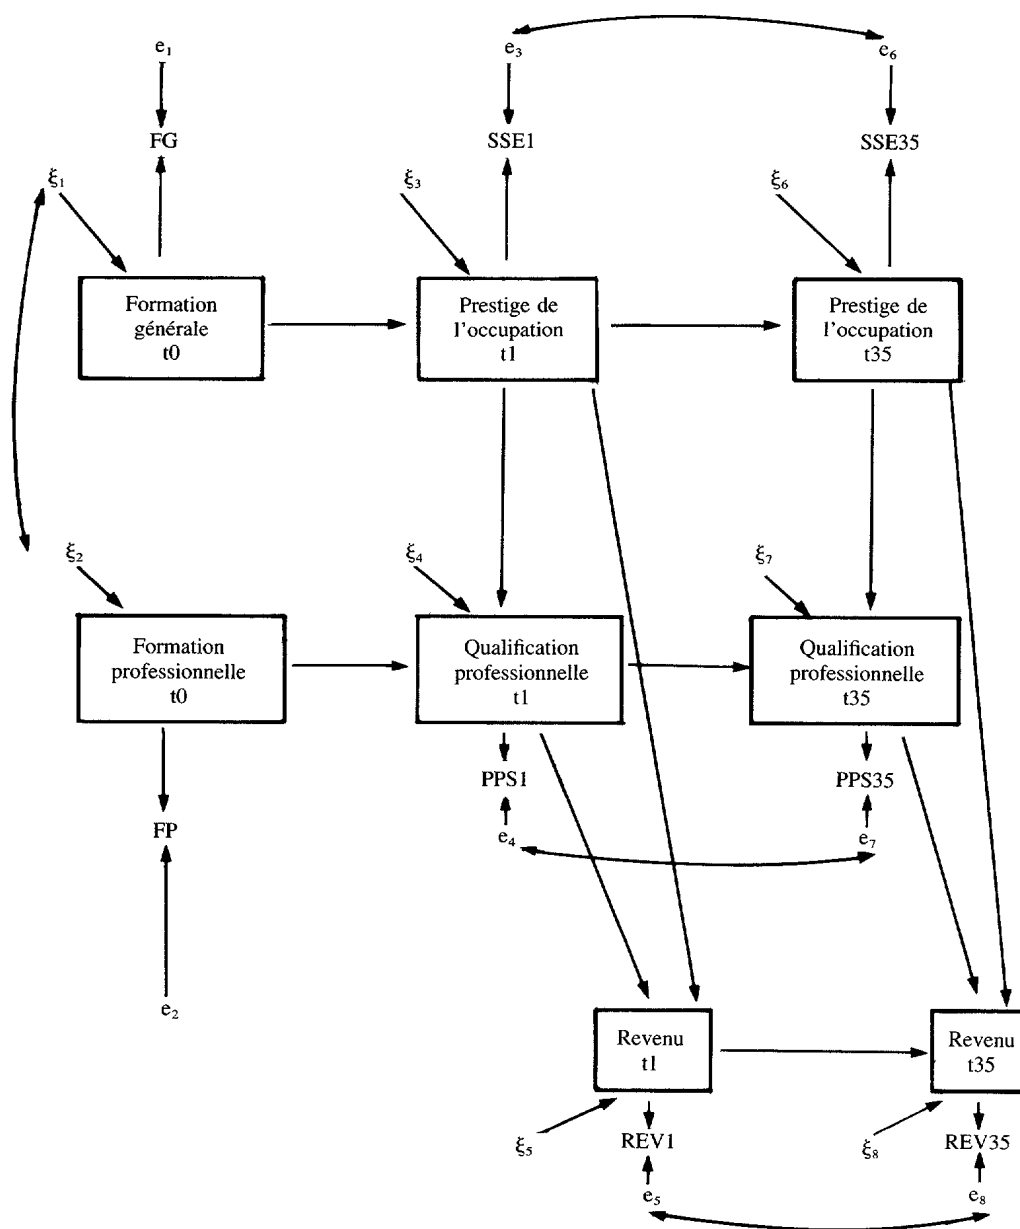 e₁
e₃
e₆
FG
SSE1
SSE35
ξ₁
ξ₃
ξ₆
Formation
générale
t0
Prestige de
l'occupation
t1
Prestige de
l'occupation
t35
ξ₂
ξ₄
ξ₇
Formation
professionnelle
t0
Qualification
professionnelle
t1
Qualification
professionnelle
t35
PPS1
PPS35
FP
e₄
e₇
e₂
Revenu
t1
Revenu
t35
ξ₅
REV1
ξ₈
REV35
e₅
e₈